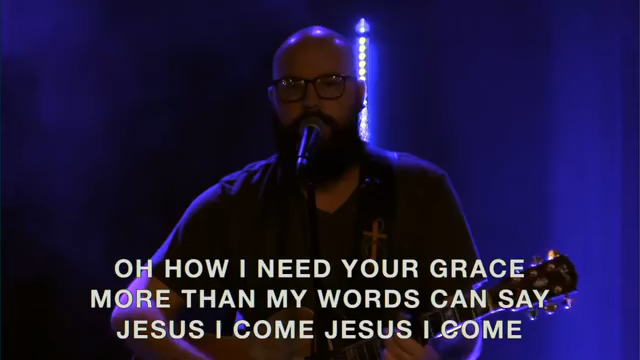 OH HOW I NEED YOUR GRACE
MORE THAN MY WORDS CAN SAY
JESUS I COME JESUS I COME